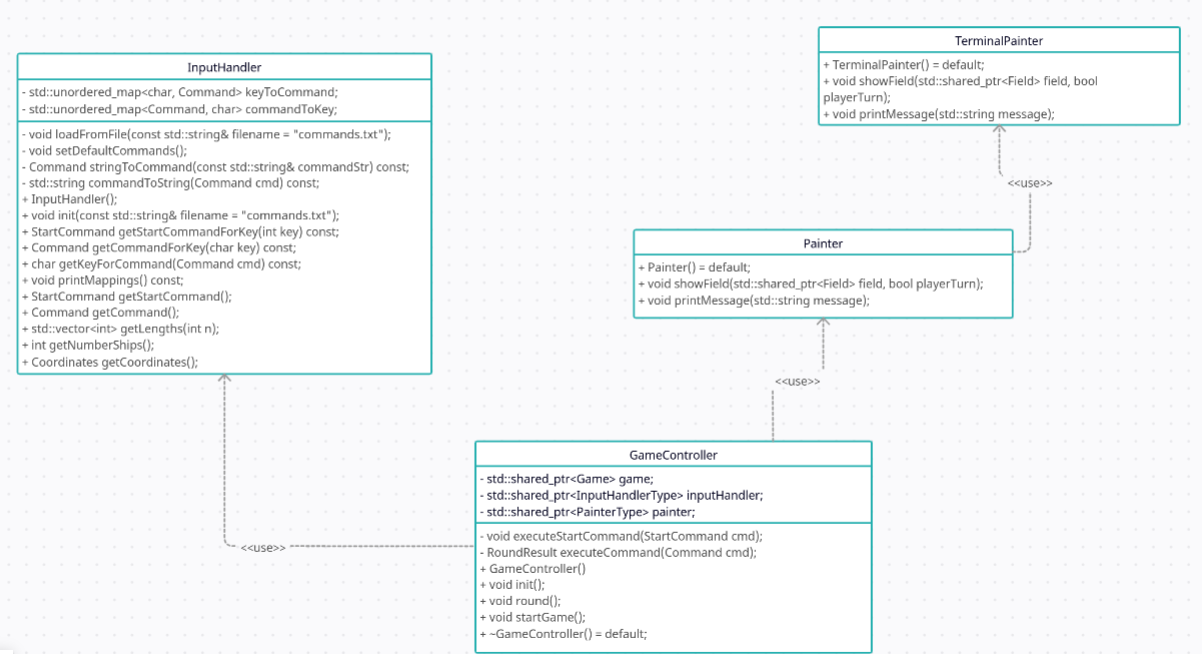 InputHandler
- std::unordered_map<char, Command> keyToCommand;
- std::unordered_map<Command, char> commandToKey;
- void loadFromFile(const std::string& filename = "commands.txt");
- void setDefaultCommands();
- Command stringToCommand(const std::string& commandStr) const;
- std::string commandToString(Command cmd) const;
+ InputHandler();
+ void init(const std::string& filename = "commands.txt");
+ StartCommand getStartCommandForKey(int key) const;
+ Command getCommandForKey(char key) const;
+ char getKeyForCommand(Command cmd) const;
+ void printMappings() const;
+ StartCommand getStartCommand();
+ Command getCommand();
+ std::vector<int> getLengths(int n);
+ int getNumberShips();
+ Coordinates getCoordinates();
TerminalPainter
+ TerminalPainter() = default;
+ void showField(std::shared_ptr<Field> field, bool
playerTurn);
+ void printMessage(std::string message);
<<use>>
Painter
+ Painter() = default;
+ void showField(std::shared_ptr<Field> field, bool playerTurn);
+ void printMessage(std::string message);
<<use>>
GameController
- std::shared_ptr<Game> game;
- std::shared_ptr<InputHandlerType> inputHandler;
- std::shared_ptr<PainterType> painter;
- void executeStartCommand(StartCommand cmd);
- RoundResult executeCommand(Command cmd);
+ GameController()
+ void init();
+ void round();
+ void startGame();
+ ~GameController() = default;
<<use>>